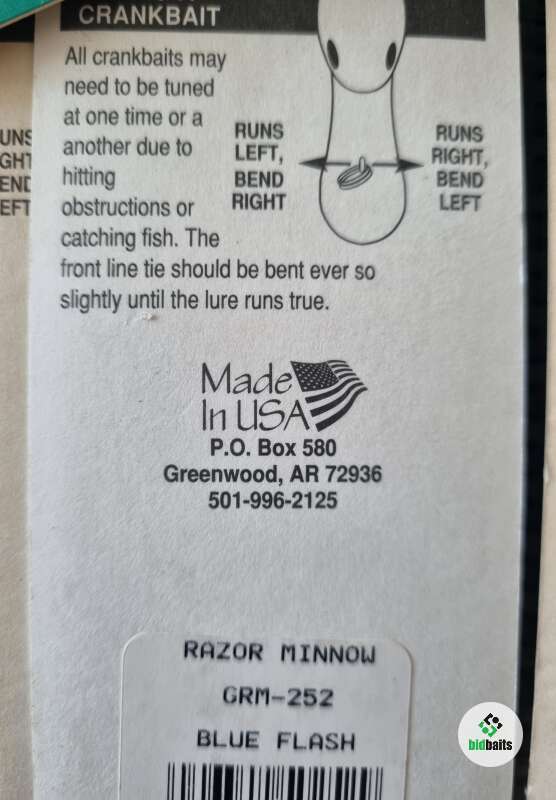 CRANKBAIT
All crankbaits may
need to be tuned
at one time or a
another due to
hitting
obstructions or
catching fish. The
front line tie should be bent ever so
slightly until the lure runs true.
RUNS
LEFT,
BEND
RIGHT
RUNS
RIGHT,
BEND
LEFT
Made
In USA
P.O. Box 580
Greenwood, AR 72936
501-996-2125
RAZOR MINNOW
GRM-252
BLUE FLASH
bidbaits